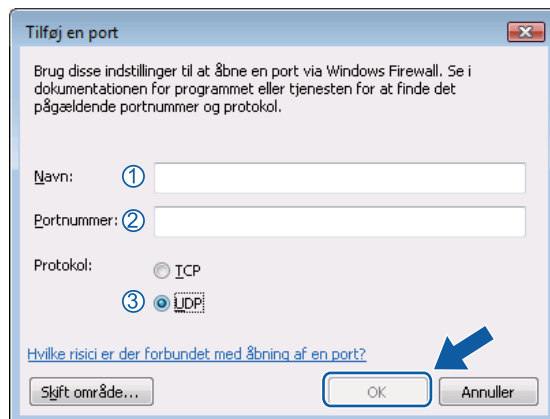 Tilføj en port
Brug disse indstillinger til at åbne en port via Windows Firewall. Se i
dokumentationen for programmet eller tjenesten for at finde det
pågældende portnummer og protokol.
Navn: ①
Portnummer: ②
Protokol:
TCP
③ UDP
Hvilke risici er der forbundet med åbning af en port?
Skift område... OK Annuller